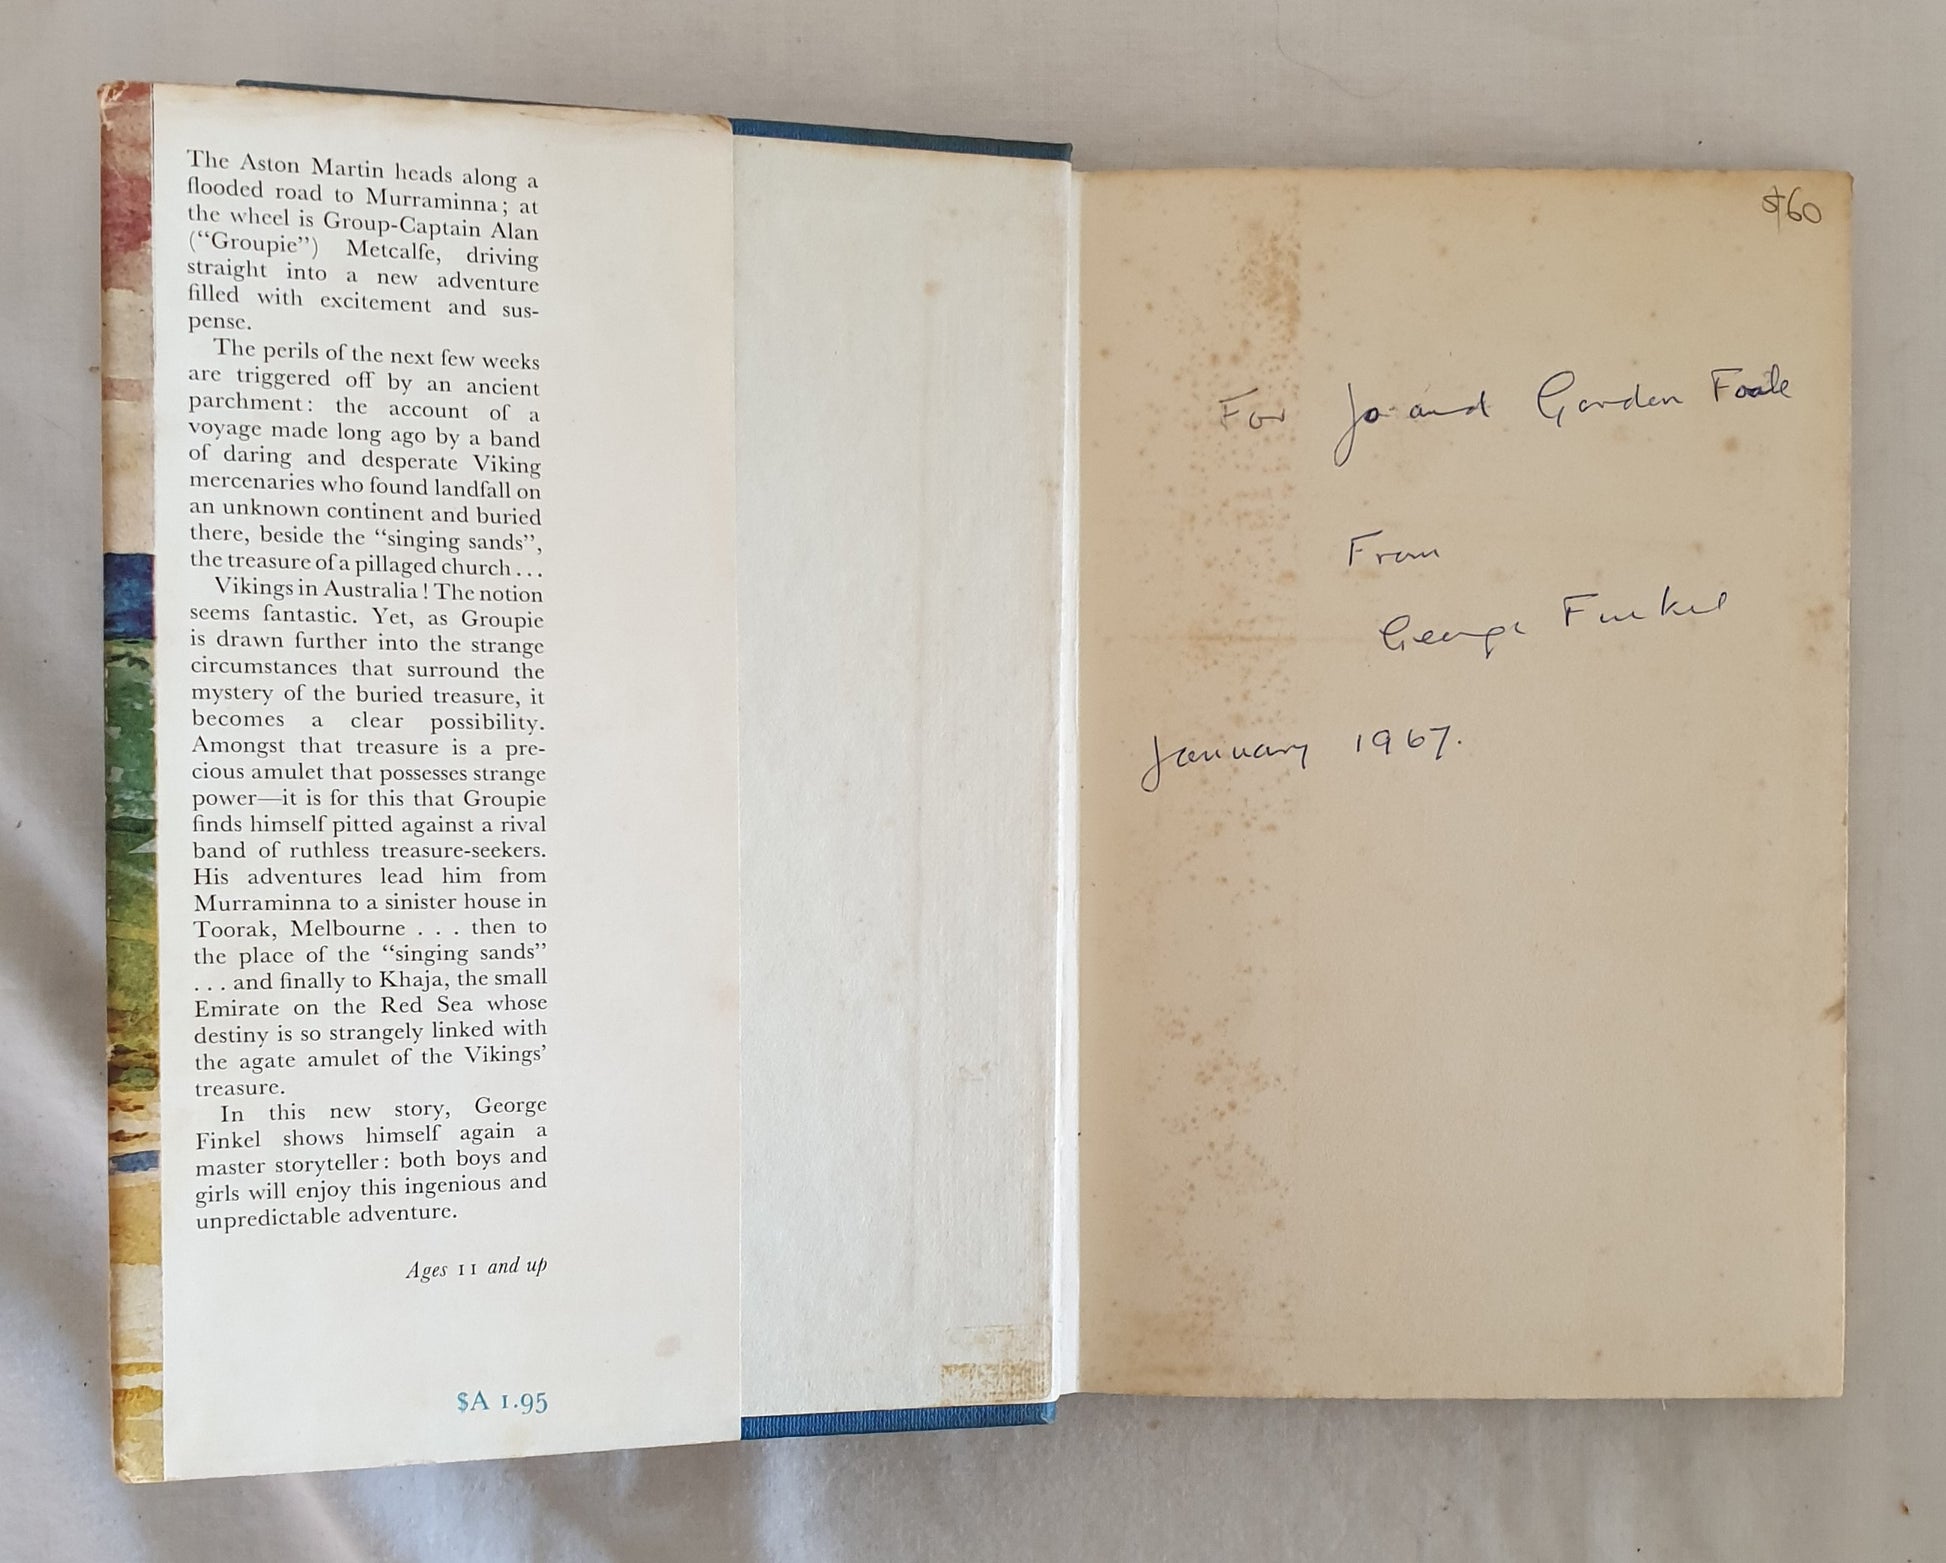 The Aston Martin heads along a
flooded road to Murraminna; at
the wheel is Group-Captain Alan
(“Groupie”) Metcalfe, driving
straight into a new adventure
filled with excitement and sus-
pense.
The perils of the next few weeks
are triggered off by an ancient
parchment: the account of a
voyage made long ago by a band
of daring and desperate Viking
mercenaries who found landfall on
an unknown continent and buried
there, beside the “singing sands”,
the treasure of a pillaged church...
Vikings in Australia! The notion
seems fantastic. Yet, as Groupie
is drawn further into the strange
circumstances that surround the
mystery of the buried treasure, it
becomes a clear possibility.
Amongst that treasure is a pre-
cious amulet that possesses strange
power—it is for this that Groupie
finds himself pitted against a rival
band of ruthless treasure-seekers.
His adventures lead him from
Murraminna to a sinister house in
Toorak, Melbourne . . . then to
the place of the “singing sands”
. . . and finally to Khaja, the small
Emirate on the Red Sea whose
destiny is so strangely linked with
the agate amulet of the Vikings’
treasure.
In this new story, George
Finkel shows himself again a
master storyteller: both boys and
girls will enjoy this ingenious and
unpredictable adventure.
Ages 11 and up
$A 1.95
$60
For Jo and Gordon
From
George Finkel
January 1967.